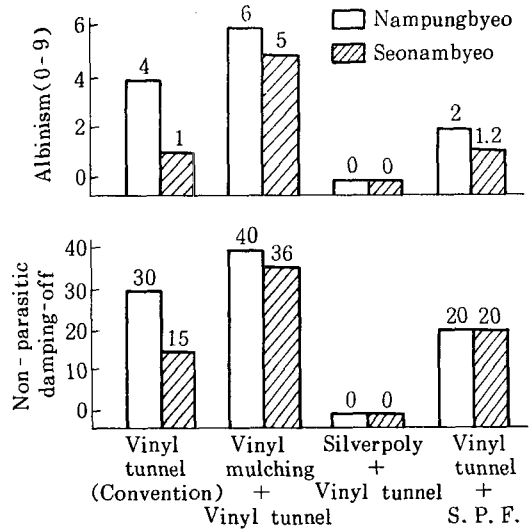 Nampungbyeo
Seonambyeo
Albinism(0-9)
6
4
2
0
4
1
6
5
0 0
2
1.2
Non-parasitic
damping-off
40
30
20
10
0
30
15
40
36
0 0
20 20
Vinyl
tunnel
(Convention)
Vinyl
mulching
+
Vinyl tunnel
Silverpoly
+
Vinyl tunnel
Vinyl
tunnel
+
S. P. F.